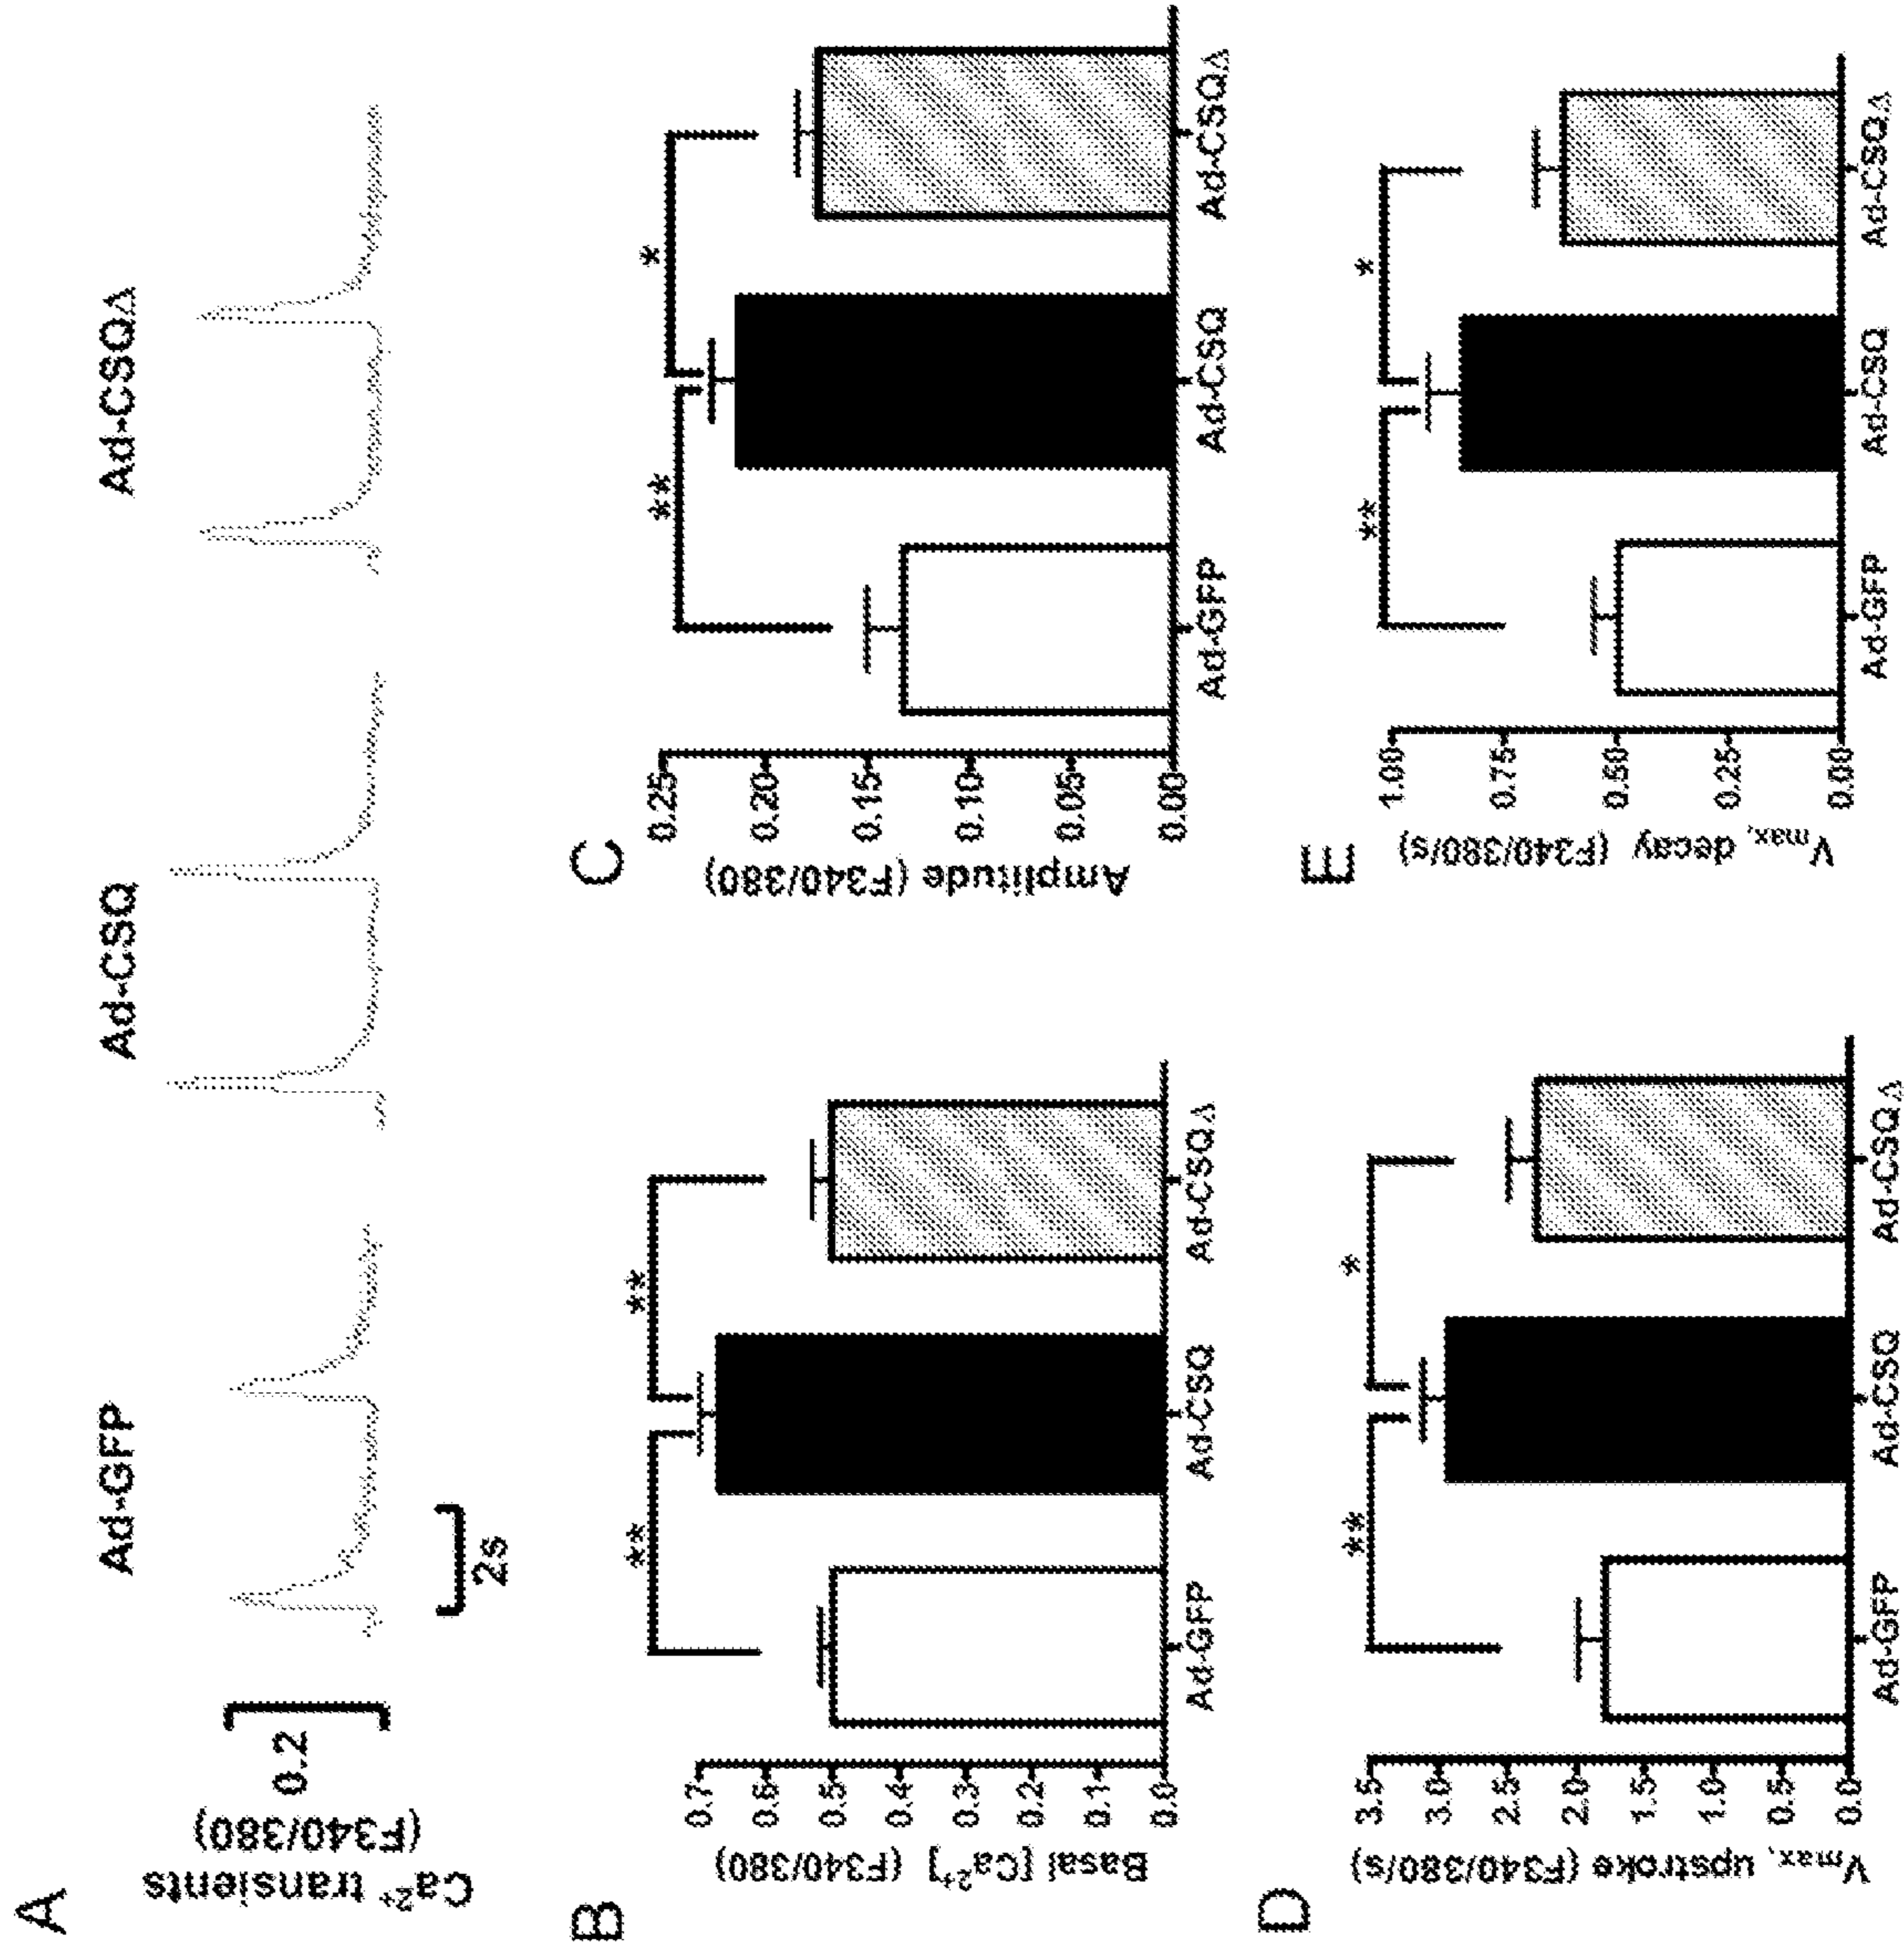 A
Ad-GFP
Ad-CSQ
Ad-CSQΔ
Ca²⁺ transients
(F340/380)
0.2
2s
B
Basal [Ca²⁺] (F340/380)
0.7
0.6
0.5
0.4
0.3
0.2
0.1
0.0
**
**
Ad-GFP
Ad-CSQ
Ad-CSQΔ
C
Amplitude (F340/380)
0.25
0.20
0.15
0.10
0.05
0.00
**
*
Ad-GFP
Ad-CSQ
Ad-CSQΔ
D
Vmax, upstroke (F340/380/s)
3.5
3.0
2.5
2.0
1.5
1.0
0.5
0.0
**
*
Ad-GFP
Ad-CSQ
Ad-CSQΔ
E
Vmax, decay (F340/380/s)
1.00
0.75
0.50
0.25
0.00
**
*
Ad-GFP
Ad-CSQ
Ad-CSQΔ